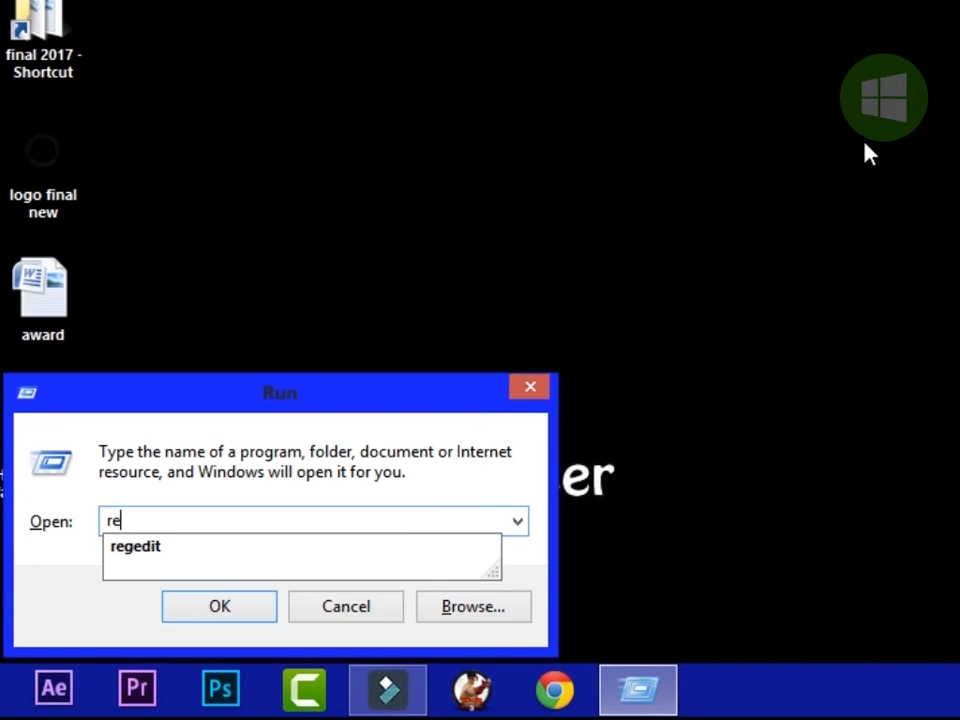 final 2017 -
Shortcut
logo final
new
award
Run
Type the name of a program, folder, document or Internet
resource, and Windows will open it for you.
er
Open: re
regedit
OK Cancel Browse...
Ae Pr Ps